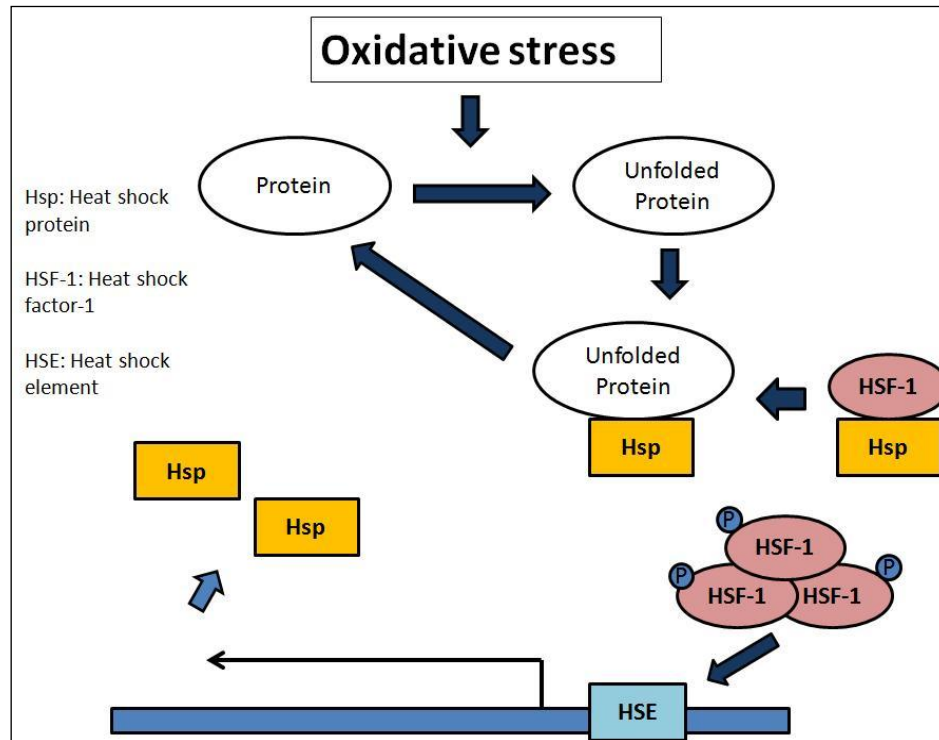 Oxidative stress
Protein
Unfolded
Protein
Hsp: Heat shock
protein
HSF-1: Heat shock
factor-1
HSE: Heat shock
element
Unfolded
Protein
HSF-1
Hsp
Hsp
Hsp
Hsp
P
HSF-1
P
P
HSF-1
HSF-1
HSE